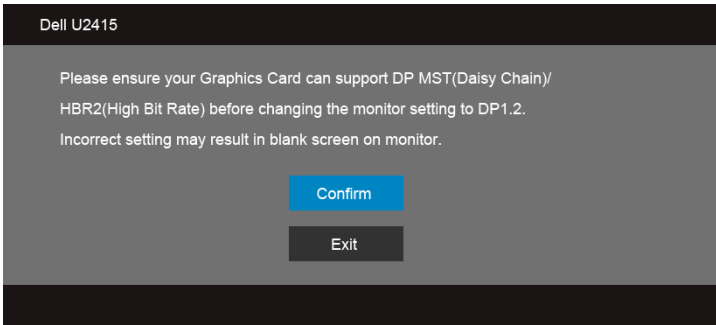 Dell U2415
Please ensure your Graphics Card can support DP MST(Daisy Chain)/
HBR2(High Bit Rate) before changing the monitor setting to DP1.2.
Incorrect setting may result in blank screen on monitor.
Confirm
Exit